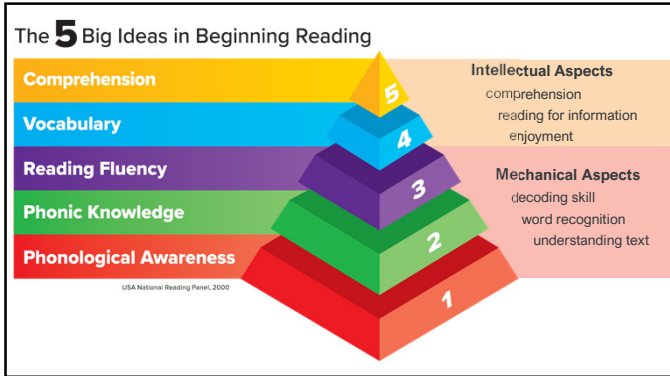 The 5 Big Ideas in Beginning Reading
Comprehension
Vocabulary
Reading Fluency
Phonic Knowledge
Phonological Awareness
USA National Reading Panel, 2000
5
4
3
2
1
Intellectual Aspects
comprehension
reading for information
enjoyment
Mechanical Aspects
decoding skill
word recognition
understanding text